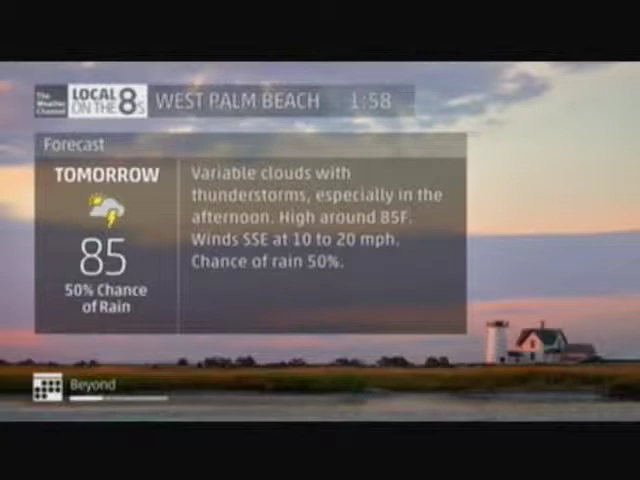 The
Weather
Channel
LOCAL
ON THE 8s
WEST PALM BEACH 1:58
Forecast
TOMORROW
85
50% Chance
of Rain
Variable clouds with
thunderstorms, especially in the
afternoon. High around 85F.
Winds SSE at 10 to 20 mph.
Chance of rain 50%.
Beyond